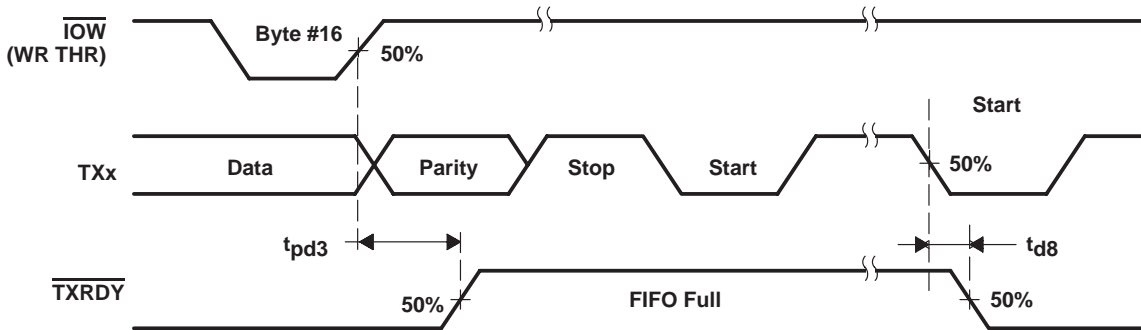 IOW
(WR THR)
Byte #16
50%
Start
TXx
Data
Parity
Stop
Start
50%
tpd3
td8
TXRDY
50%
FIFO Full
50%